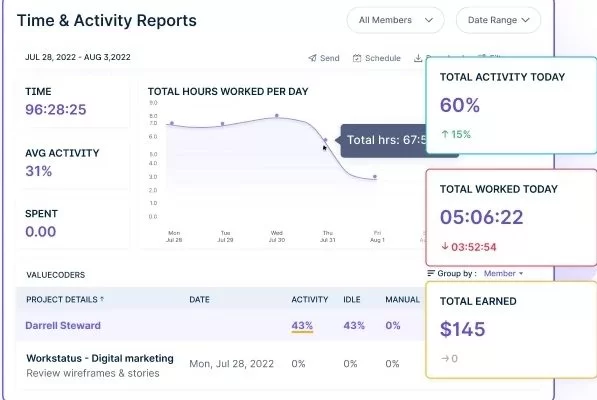 Time & Activity Reports
All Members
Date Range
JUL 28, 2022 - AUG 3,2022
Send
Schedule
TIME
96:28:25
AVG ACTIVITY
31%
SPENT
0.00
TOTAL HOURS WORKED PER DAY
9.0
8.0
7.0
5.0
4.0
3.0
2.0
1.0
0.0
Total hrs: 67:5
Mon
Jul 28
Tue
Jul 29
Wed
Jul 30
Thu
Jul 31
Fri
Aug 1
TOTAL ACTIVITY TODAY
60%
↑ 15%
TOTAL WORKED TODAY
05:06:22
↓ 03:52:54
VALUECODERS
Group by : Member
PROJECT DETAILS ↑ DATE ACTIVITY IDLE MANUAL
Darrell Steward 43% 43% 0%
Workstatus - Digital marketing Mon, Jul 28, 2022 0% 0% 0%
Review wireframes & stories
TOTAL EARNED
$145
→ 0